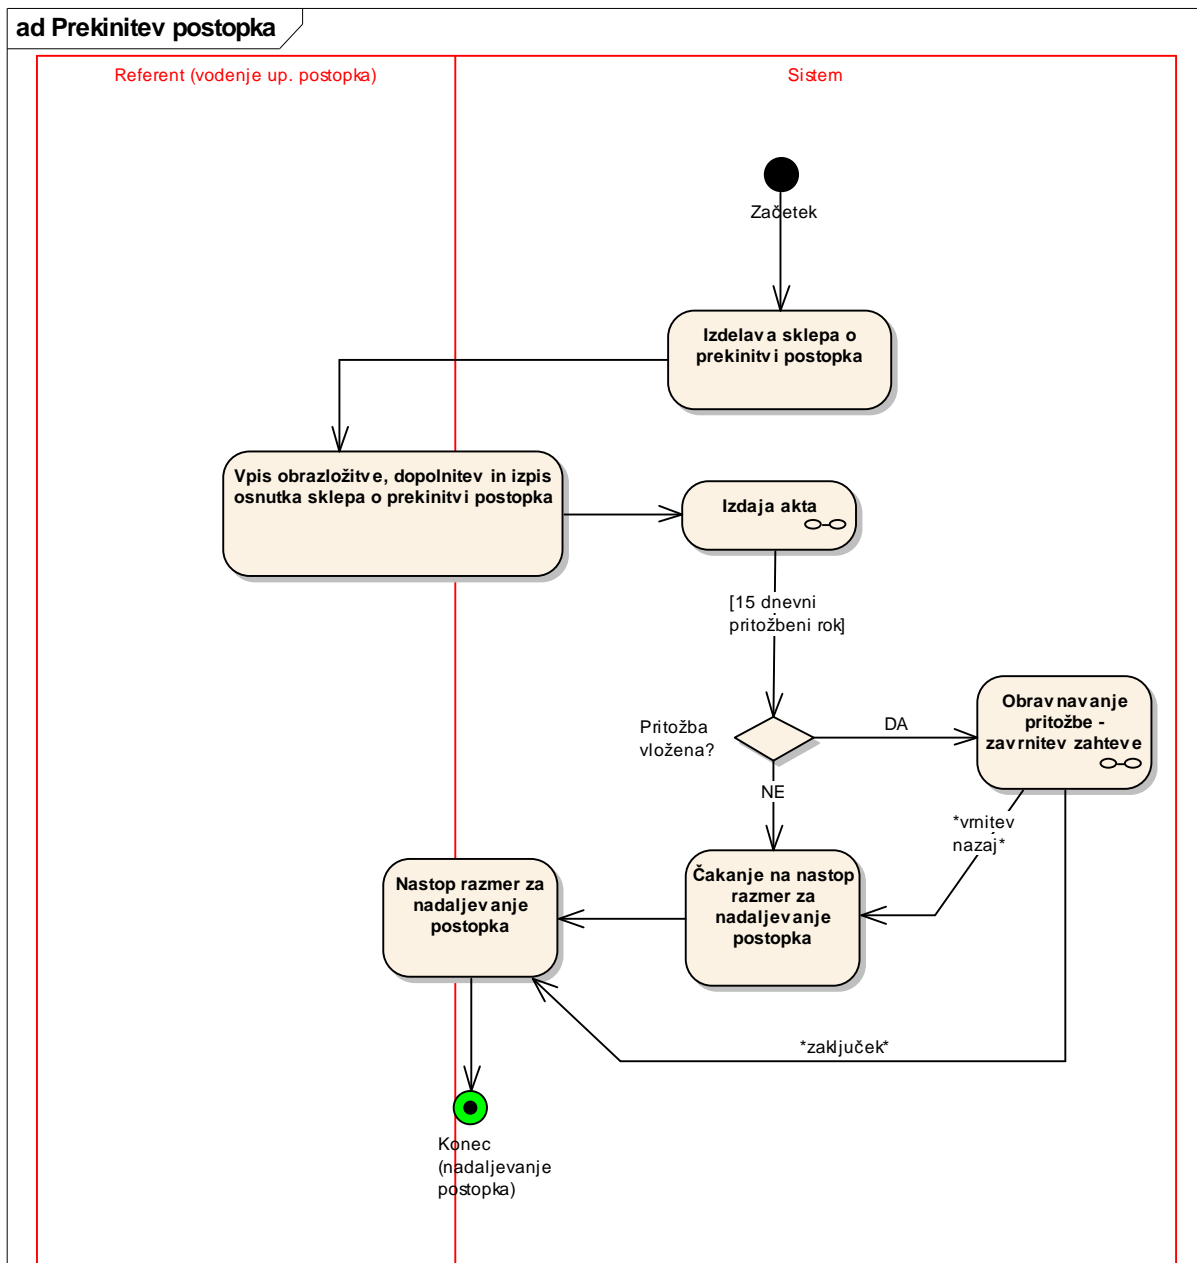 ad Prekinitev postopka
Referent (vodenje up. postopka)
Sistem
Začetek
Izdelava sklepa o
prekinitvi postopka
Vpis obrazložitve, dopolnitev in izpis
osnutka sklepa o prekinitvi postopka
Izdaja akta
[15 dnevni
pritožbeni rok]
Pritožba
vložena?
DA
Obravnavanje
pritožbe -
zavrnitev zahteve
NE
*vrnitev
nazaj*
Čakanje na nastop
razmer za
nadaljevanje
postopka
Nastop razmer za
nadaljevanje
postopka
*zaključek*
Konec
(nadaljevanje
postopka)